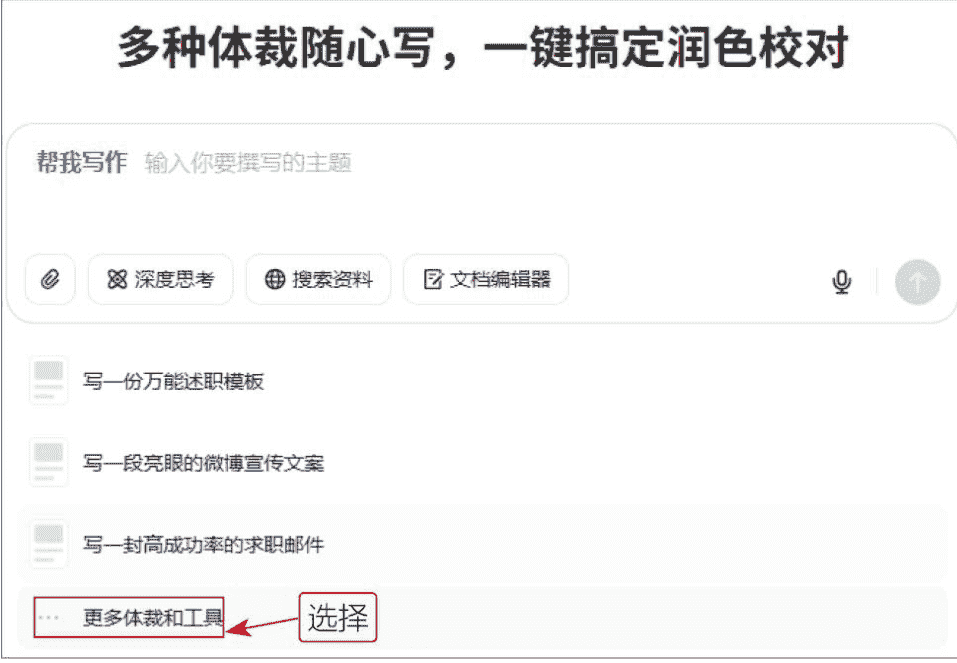 多种体裁随心写，一键搞定润色校对
帮我写作 输入你要撰写的主题
深度思考 搜索资料 文档编辑器
写一份万能述职模板
写一段亮眼的微博宣传文案
写一封高成功率的求职邮件
··· 更多体裁和工具 选择